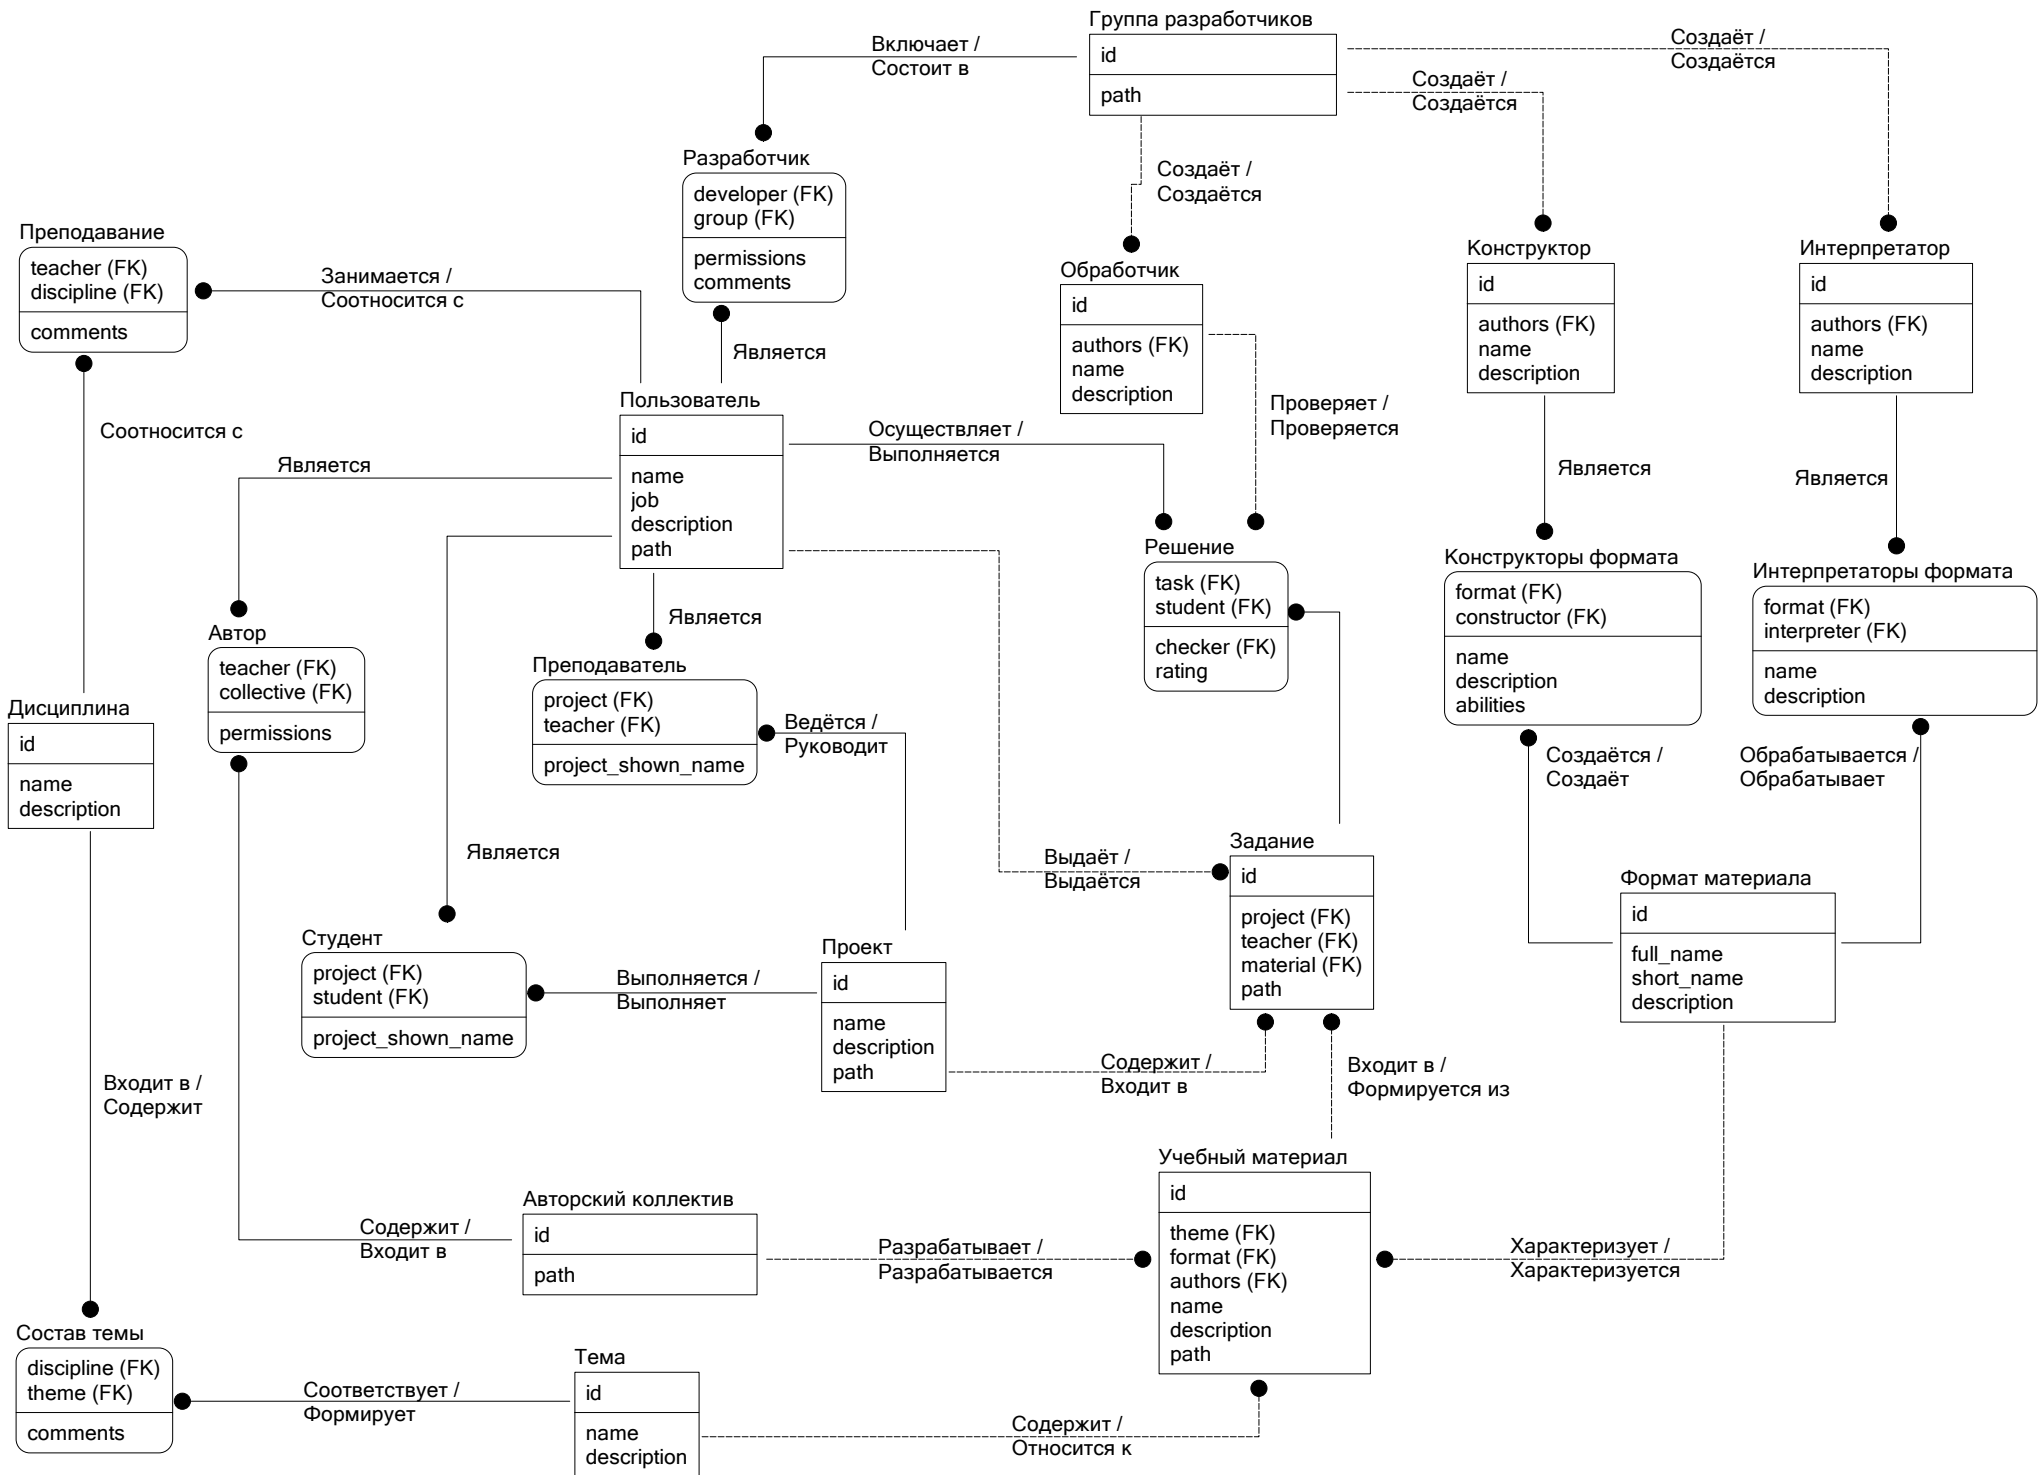 Группа разработчиков
id
path
Включает /
Состоит в
Создаёт /
Создаётся
Создаёт /
Создаётся
Создаёт /
Создаётся
Разработчик
developer (FK)
group (FK)
permissions
comments
Преподавание
teacher (FK)
discipline (FK)
comments
Занимается /
Соотносится с
Обработчик
id
authors (FK)
name
description
Конструктор
id
authors (FK)
name
description
Интерпретатор
id
authors (FK)
name
description
Является
Соотносится с
Является
Пользователь
id
name
job
description
path
Осуществляет /
Выполняется
Проверяет /
Проверяется
Является
Является
Решение
task (FK)
student (FK)
checker (FK)
rating
Конструкторы формата
format (FK)
constructor (FK)
name
description
abilities
Интерпретаторы формата
format (FK)
interpreter (FK)
name
description
Является
Автор
teacher (FK)
collective (FK)
permissions
Преподаватель
project (FK)
teacher (FK)
project_shown_name
Ведётся /
Руководит
Дисциплина
id
name
description
Создаётся /
Создаёт
Обрабатывается /
Обрабатывает
Является
Выдаёт /
Выдаётся
Задание
id
project (FK)
teacher (FK)
material (FK)
path
Формат материала
id
full_name
short_name
description
Студент
project (FK)
student (FK)
project_shown_name
Выполняется /
Выполняет
Проект
id
name
description
path
Содержит /
Входит в
Входит в /
Формируется из
Входит в /
Содержит
Учебный материал
id
theme (FK)
format (FK)
authors (FK)
name
description
path
Авторский коллектив
id
path
Содержит /
Входит в
Разрабатывает /
Разрабатывается
Характеризует /
Характеризуется
Состав темы
discipline (FK)
theme (FK)
comments
Соответствует /
Формирует
Тема
id
name
description
Содержит /
Относится к